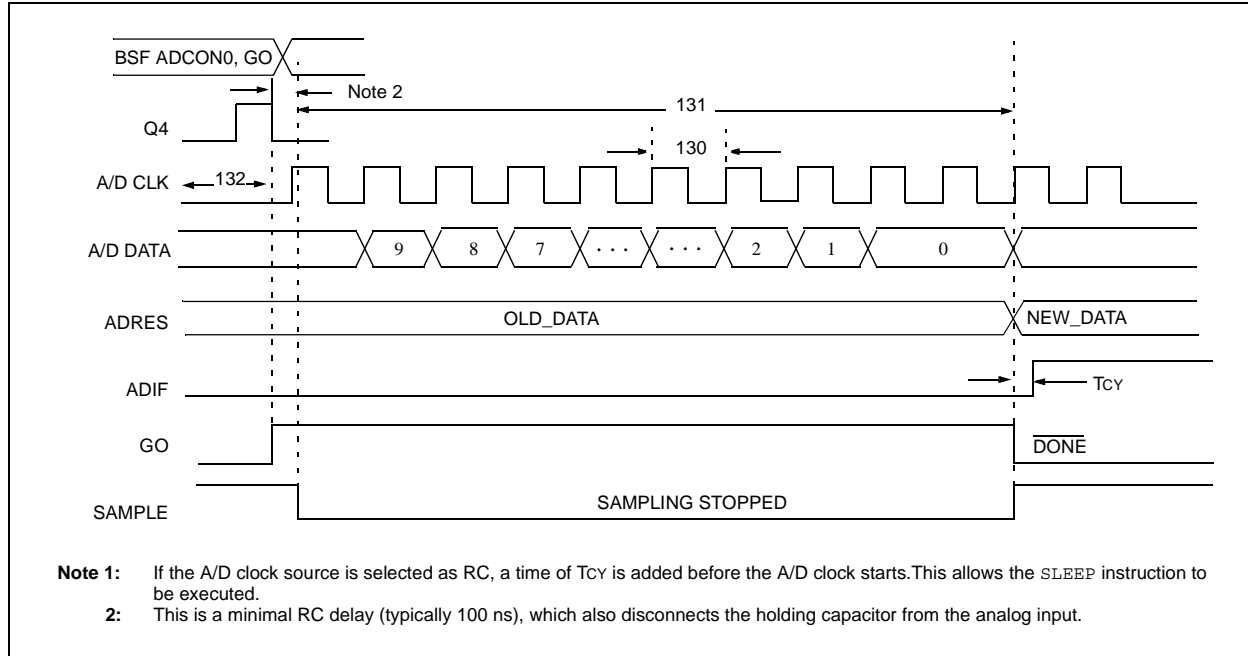 BSF ADCON0, GO
Note 2
131
Q4
130
A/D CLK
132
A/D DATA
9 8 7 · · · · · · 2 1 0
ADRES
OLD_DATA
NEW_DATA
ADIF
TCY
GO
DONE
SAMPLE
SAMPLING STOPPED
Note 1: If the A/D clock source is selected as RC, a time of TCY is added before the A/D clock starts.This allows the SLEEP instruction to
be executed.
2: This is a minimal RC delay (typically 100 ns), which also disconnects the holding capacitor from the analog input.